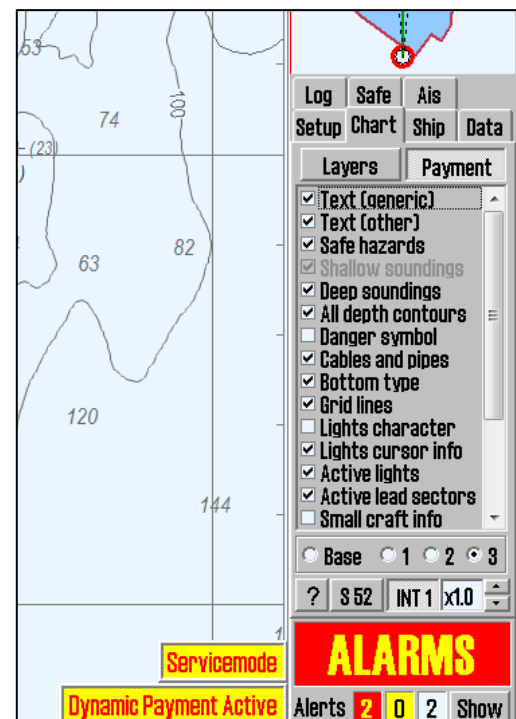 53
74
100
(23)
)
82
63
120
144
1
Servicemode
Dynamic Payment Active
Log Safe Ais
Setup Chart Ship Data
Layers Payment
Text (generic)
Text (other)
Safe hazards
Shallow soundings
Deep soundings
All depth contours
Danger symbol
Cables and pipes
Bottom type
Grid lines
Lights character
Lights cursor info
Active lights
Active lead sectors
Small craft info
Base 1 2 3
? S 52 INT 1 x1.0
ALARMS
Alerts 2 0 2 Show